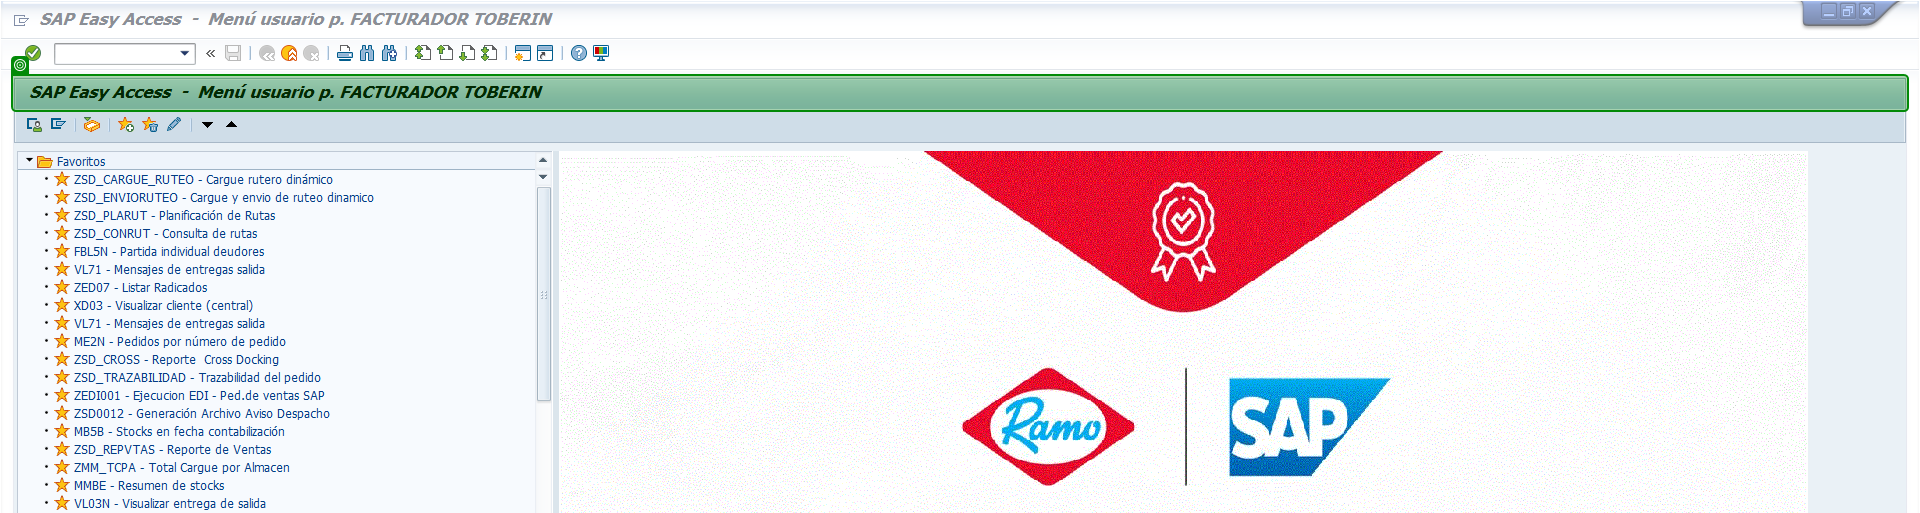 SAP Easy Access - Menú usuario p. FACTURADOR TOBERIN
SAP Easy Access - Menú usuario p. FACTURADOR TOBERIN
Favoritos
ZSD_CARGUE_RUTEO - Cargue rutero dinámico
ZSD_ENVIORUTEO - Cargue y envio de ruteo dinamico
ZSD_PLARUT - Planificación de Rutas
ZSD_CONRUT - Consulta de rutas
FBL5N - Partida individual deudores
VL71 - Mensajes de entregas salida
ZED07 - Listar Radicados
XD03 - Visualizar cliente (central)
VL71 - Mensajes de entregas salida
ME2N - Pedidos por número de pedido
ZSD_CROSS - Reporte  Cross Docking
ZSD_TRAZABILIDAD - Trazabilidad del pedido
ZEDI001 - Ejecucion EDI - Ped.de ventas SAP
ZSD0012 - Generación Archivo Aviso Despacho
MB5B - Stocks en fecha contabilización
ZSD_REPVTAS - Reporte de Ventas
ZMM_TCPA - Total Cargue por Almacen
MMBE - Resumen de stocks
VL03N - Visualizar entrega de salida
Ramo
SAP